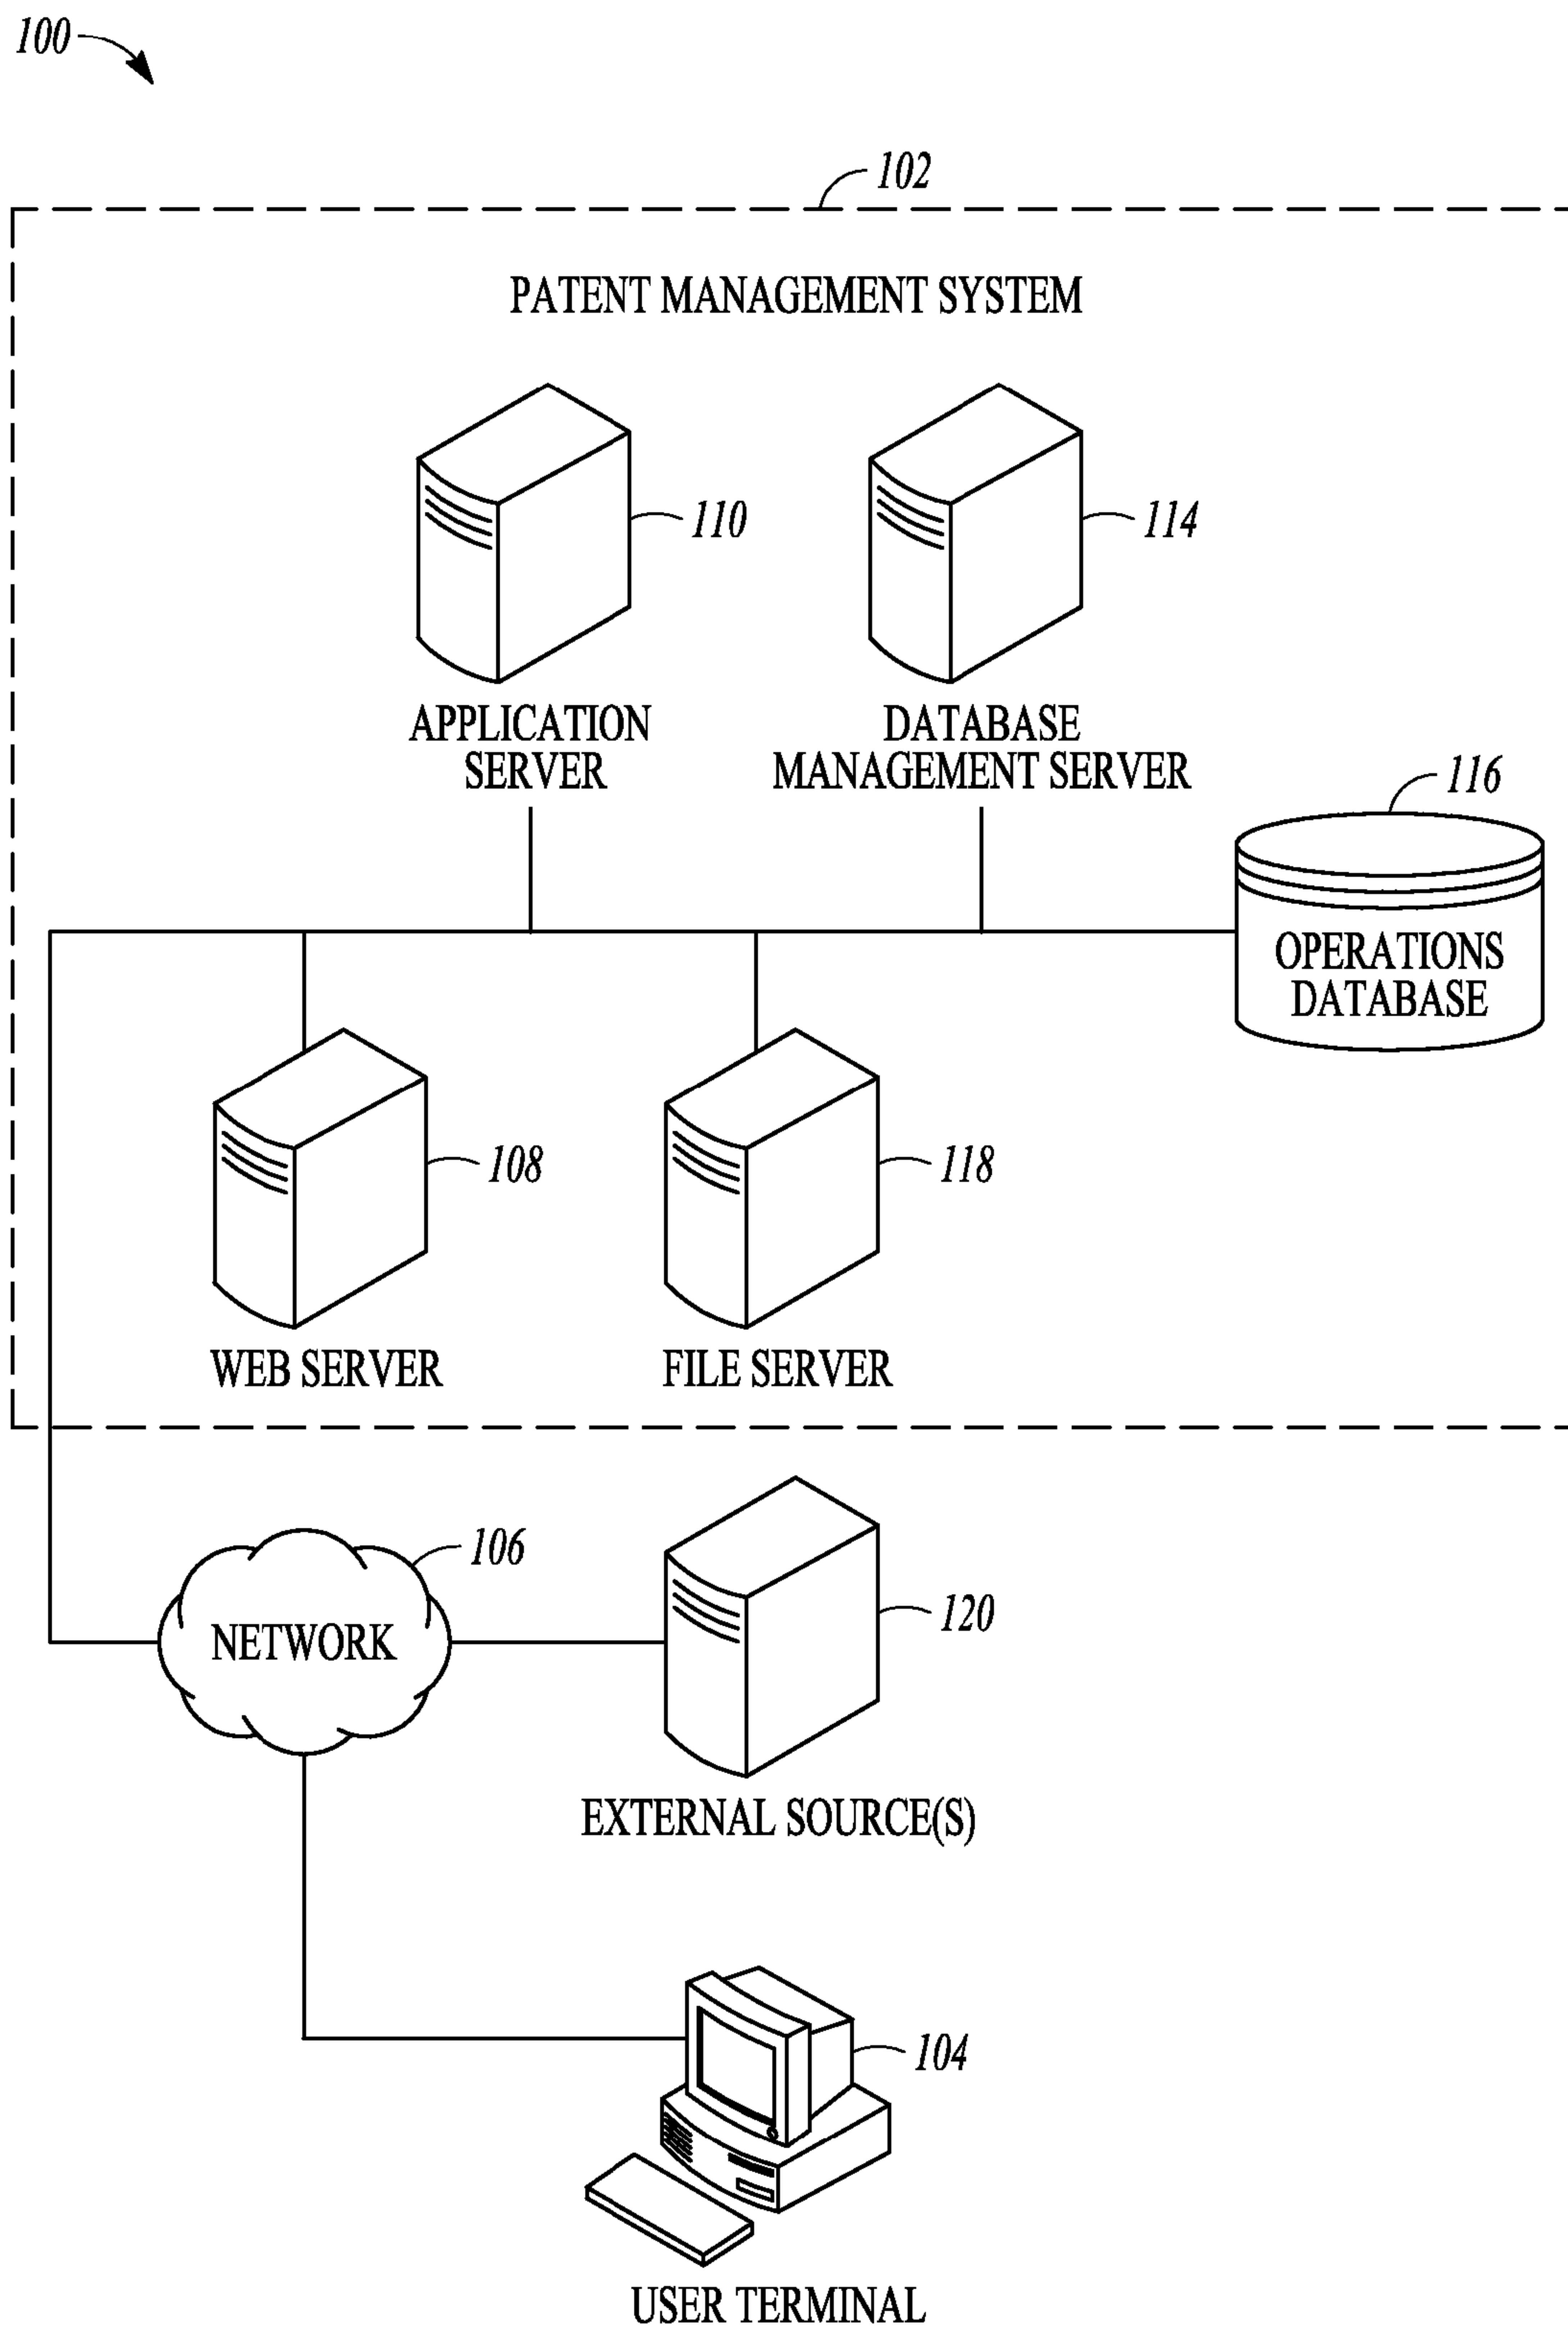 100
102
PATENT MANAGEMENT SYSTEM
110
114
APPLICATION
SERVER
DATABASE
MANAGEMENT SERVER
116
OPERATIONS
DATABASE
108
118
WEB SERVER
FILE SERVER
106
NETWORK
120
EXTERNAL SOURCE(S)
104
USER TERMINAL